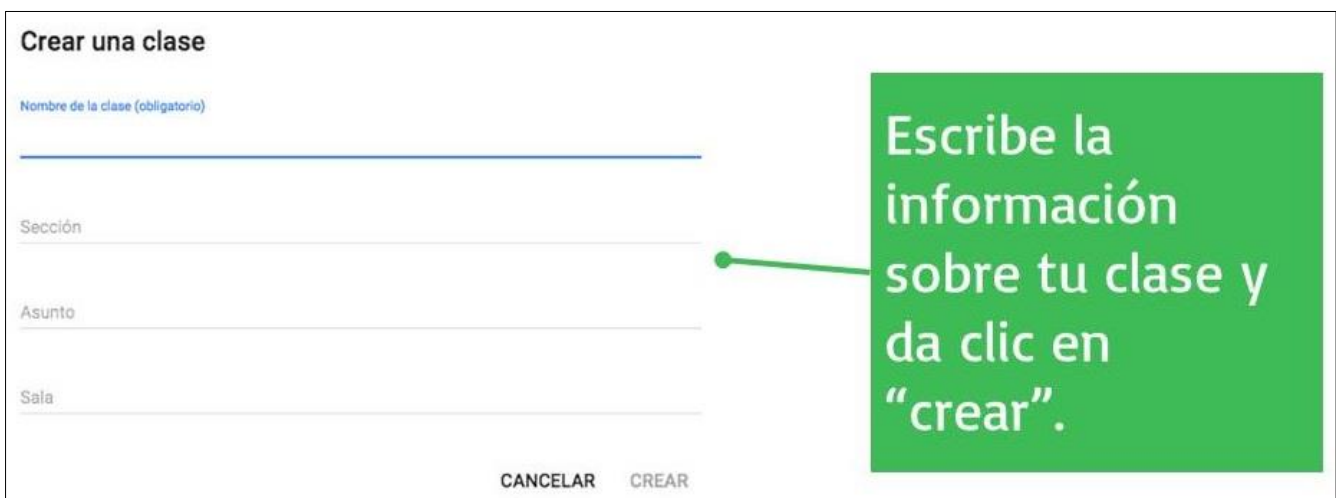 Crear una clase
Nombre de la clase (obligatorio)
Sección
Asunto
Sala
CANCELAR CREAR
Escribe la
información
sobre tu clase y
da clic en
“crear”.